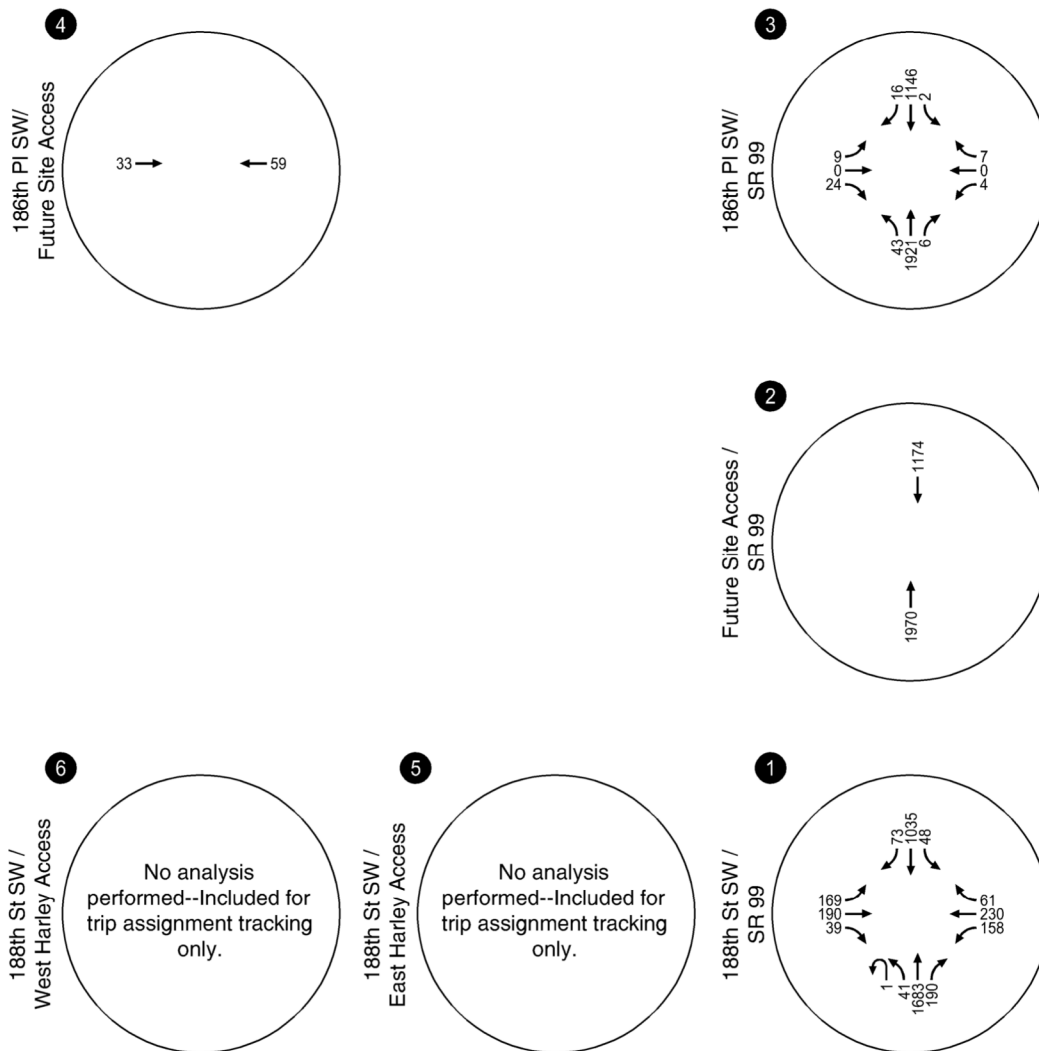 4
186th Pl SW/
Future Site Access
33
59
3
186th Pl SW/
SR 99
16
1146
2
9
0
24
7
0
4
43
1921
6
2
Future Site Access /
SR 99
1174
1970
6
188th St SW /
West Harley Access
No analysis
performed--Included for
trip assignment tracking
only.
5
188th St SW /
East Harley Access
No analysis
performed--Included for
trip assignment tracking
only.
1
188th St SW /
SR 99
73
1035
48
169
190
39
61
230
158
1
41
1683
190